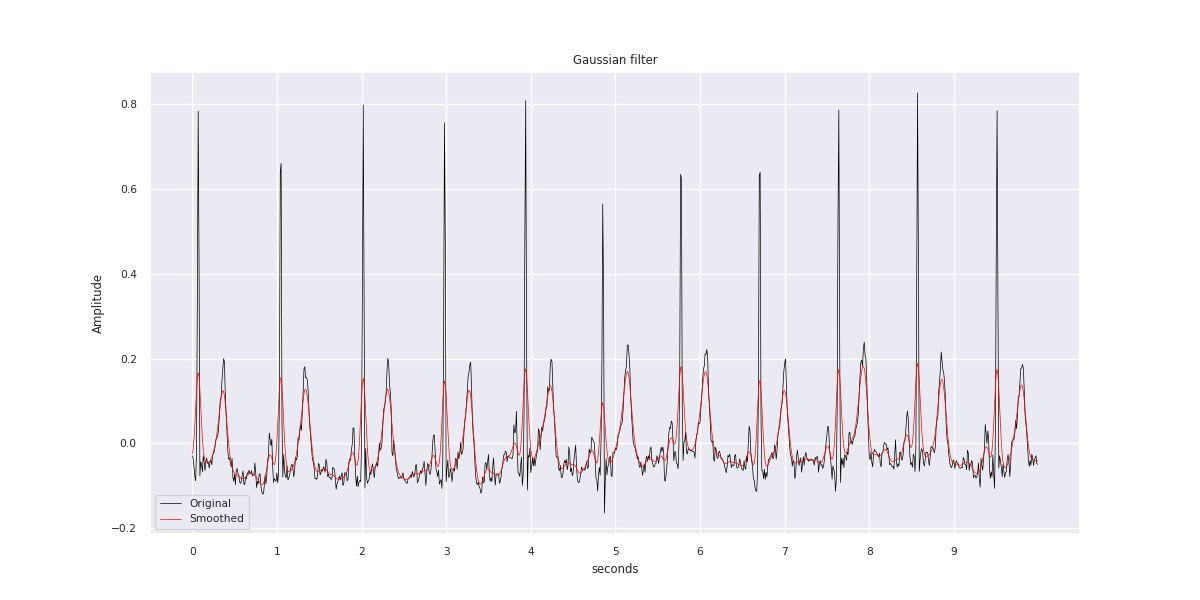 Gaussian filter
0.8
0.6
0.4
0.2
0.0
−0.2
Amplitude
Original
Smoothed
0 1 2 3 4 5 6 7 8 9
seconds